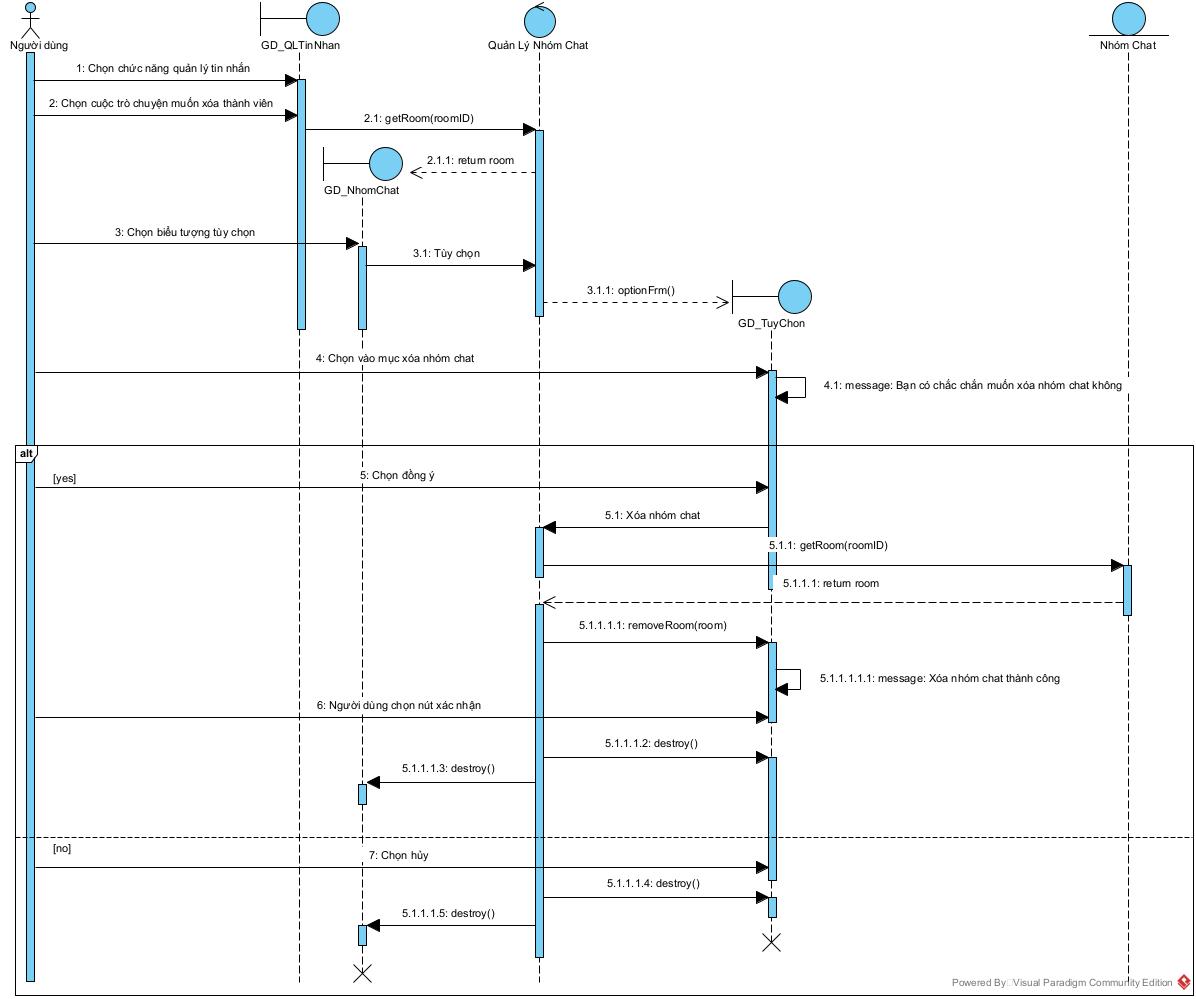 Người dùng
GD_QLTinNhan
Quản Lý Nhóm Chat
Nhóm Chat
1: Chọn chức năng quản lý tin nhắn
2: Chọn cuộc trò chuyện muốn xóa thành viên
2.1: getRoom(roomID)
2.1.1: return room
GD_NhomChat
3: Chọn biểu tượng tùy chọn
3.1: Tùy chọn
3.1.1: optionFrm()
GD_TuyChon
4: Chọn vào mục xóa nhóm chat
4.1: message: Bạn có chắc chắn muốn xóa nhóm chat không
alt
[yes]
5: Chọn đồng ý
5.1: Xóa nhóm chat
5.1.1: getRoom(roomID)
5.1.1.1: return room
5.1.1.1.1: removeRoom(room)
5.1.1.1.1.1: message: Xóa nhóm chat thành công
6: Người dùng chọn nút xác nhận
5.1.1.1.2: destroy()
5.1.1.1.3: destroy()
[no]
7: Chọn hủy
5.1.1.1.4: destroy()
5.1.1.1.5: destroy()
Powered By Visual Paradigm Community Edition